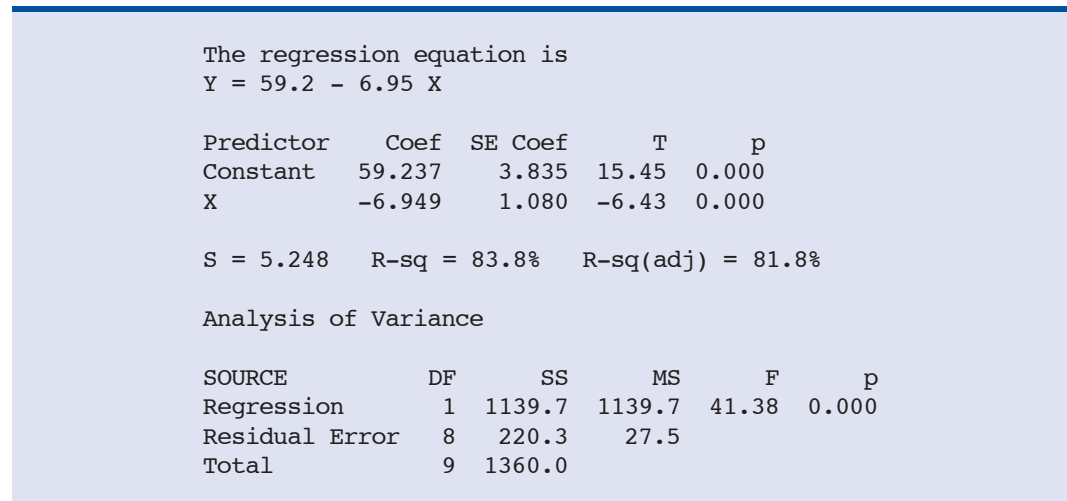 The regression equation is
Y = 59.2 – 6.95 X
Predictor Coef SE Coef T p
Constant 59.237 3.835 15.45 0.000
X -6.949 1.080 -6.43 0.000
S = 5.248 R-sq = 83.8% R-sq(adj) = 81.8%
Analysis of Variance
SOURCE DF SS MS F p
Regression 1 1139.7 1139.7 41.38 0.000
Residual Error 8 220.3 27.5
Total 9 1360.0